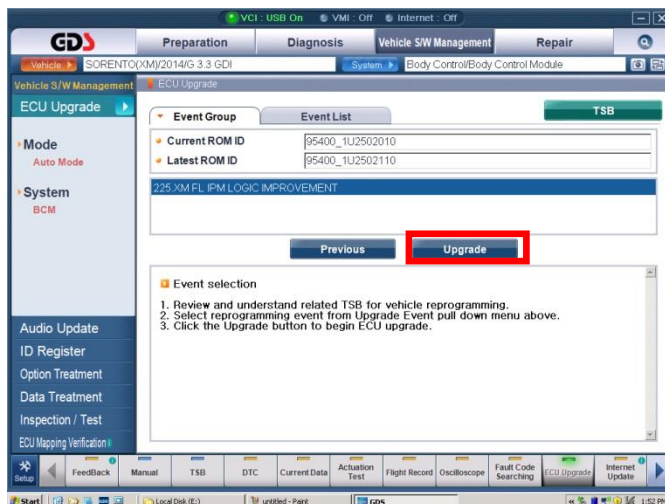 VCI : USB On VMI : Off Internet : Off
GDS Preparation Diagnosis Vehicle S/W Management Repair
Vehicle SORENTO(XM)/2014/G 3.3 GDI System Body Control/Body Control Module
Vehicle S/W Management ECU Upgrade
ECU Upgrade
Mode
Auto Mode
System
BCM
Event Group Event List TSB
Current ROM ID 95400_1U2502010
Latest ROM ID 95400_1U2502110
225.XM FL IPM LOGIC IMPROVEMENT
Previous Upgrade
Event selection
1. Review and understand related TSB for vehicle reprogramming.
2. Select reprogramming event from Upgrade Event pull down menu above.
3. Click the Upgrade button to begin ECU upgrade.
Audio Update
ID Register
Option Treatment
Data Treatment
Inspection / Test
ECU Mapping Verification
Setup FeedBack Manual TSB DTC Current Data Actuation Test Flight Record Oscilloscope Fault Code Searching ECU Upgrade Internet Update
Start Local Disk (E:) untitled - Paint GDS 1:52 PM